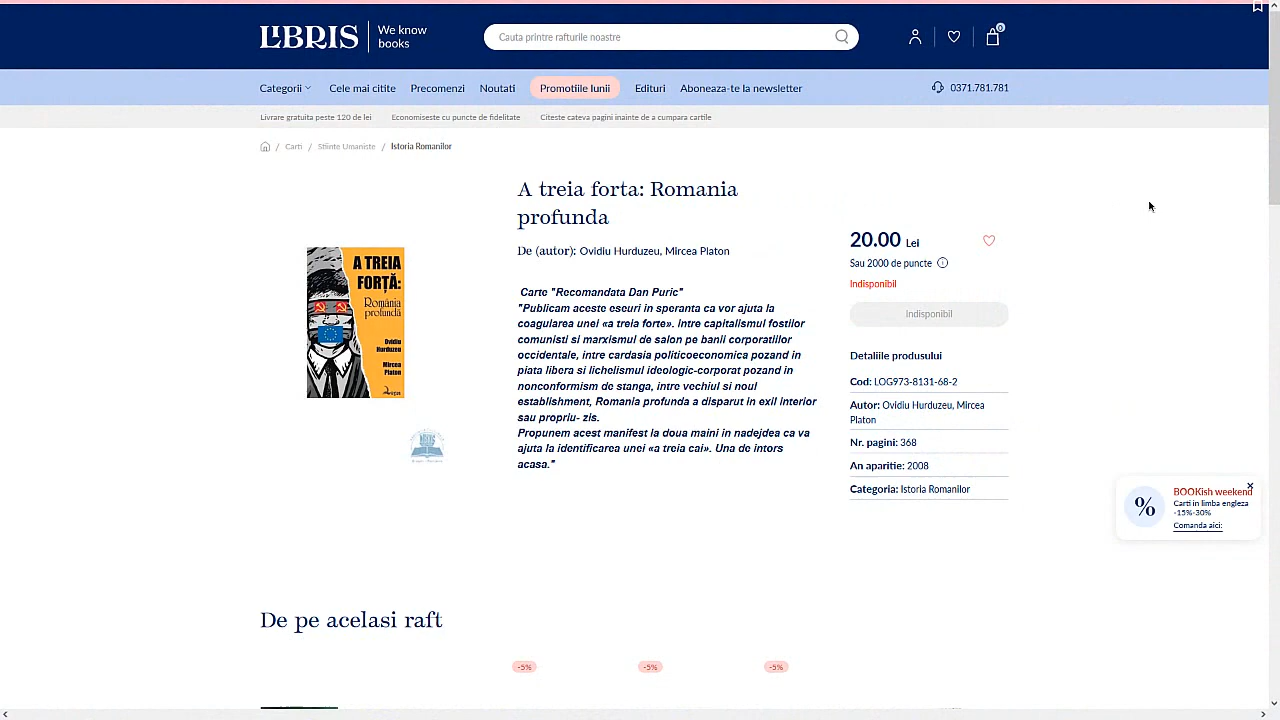 LIBRIS
We know
books
Cauta printre rafturile noastre
0
Categorii
Cele mai citite
Precomenzi
Noutati
Promotiile lunii
Edituri
Aboneaza-te la newsletter
0371.781.781
Livrare gratuita peste 120 de lei
Economiseste cu puncte de fidelitate
Citeste cateva pagini inainte de a cumpara cartile
/ Carti / Stiinte Umaniste / Istoria Romanilor
A TREIA
FORȚĂ:
România
profundă
Ovidiu
Hurduzeu
Mircea
Platon
A treia forta: Romania
profunda
De (autor): Ovidiu Hurduzeu, Mircea Platon
Carte "Recomandata Dan Puric"
"Publicam aceste eseuri in speranta ca vor ajuta la
coagularea unei «a treia forte». Intre capitalismul fostilor
comunisti si marxismul de salon pe banii corporatiilor
occidentale, intre cardasia politicoeconomica pozand in
piata libera si lichelismul ideologic-corporat pozand in
nonconformism de stanga, intre vechiul si noul
establishment, Romania profunda a disparut in exil interior
sau propriu- zis.
Propunem acest manifest la doua maini in nadejdea ca va
ajuta la identificarea unei «a treia cai». Una de intors
acasa."
20.00 Lei
Sau 2000 de puncte
Indisponibil
Indisponibil
Detaliile produsului
Cod: LOG973-8131-68-2
Autor: Ovidiu Hurduzeu, Mircea
Platon
Nr. pagini: 368
An aparitie: 2008
Categoria: Istoria Romanilor
%
BOOKish weekend
Carti in limba engleza
-15%-30%
Comanda aici:
De pe acelasi raft
-5%
-5%
-5%